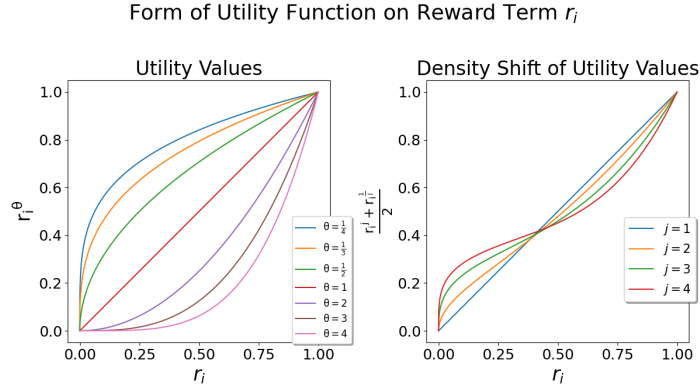 Form of Utility Function on Reward Term r_i
Utility Values
r_i^θ
1.0
0.8
0.6
0.4
0.2
0.0
0.00 0.25 0.50 0.75 1.00
r_i
θ = 1/4
θ = 1/3
θ = 1/2
θ = 1
θ = 2
θ = 3
θ = 4
Density Shift of Utility Values
(r_i^j + r_i^(1/j))/2
1.0
0.8
0.6
0.4
0.2
0.0
0.00 0.25 0.50 0.75 1.00
r_i
j = 1
j = 2
j = 3
j = 4